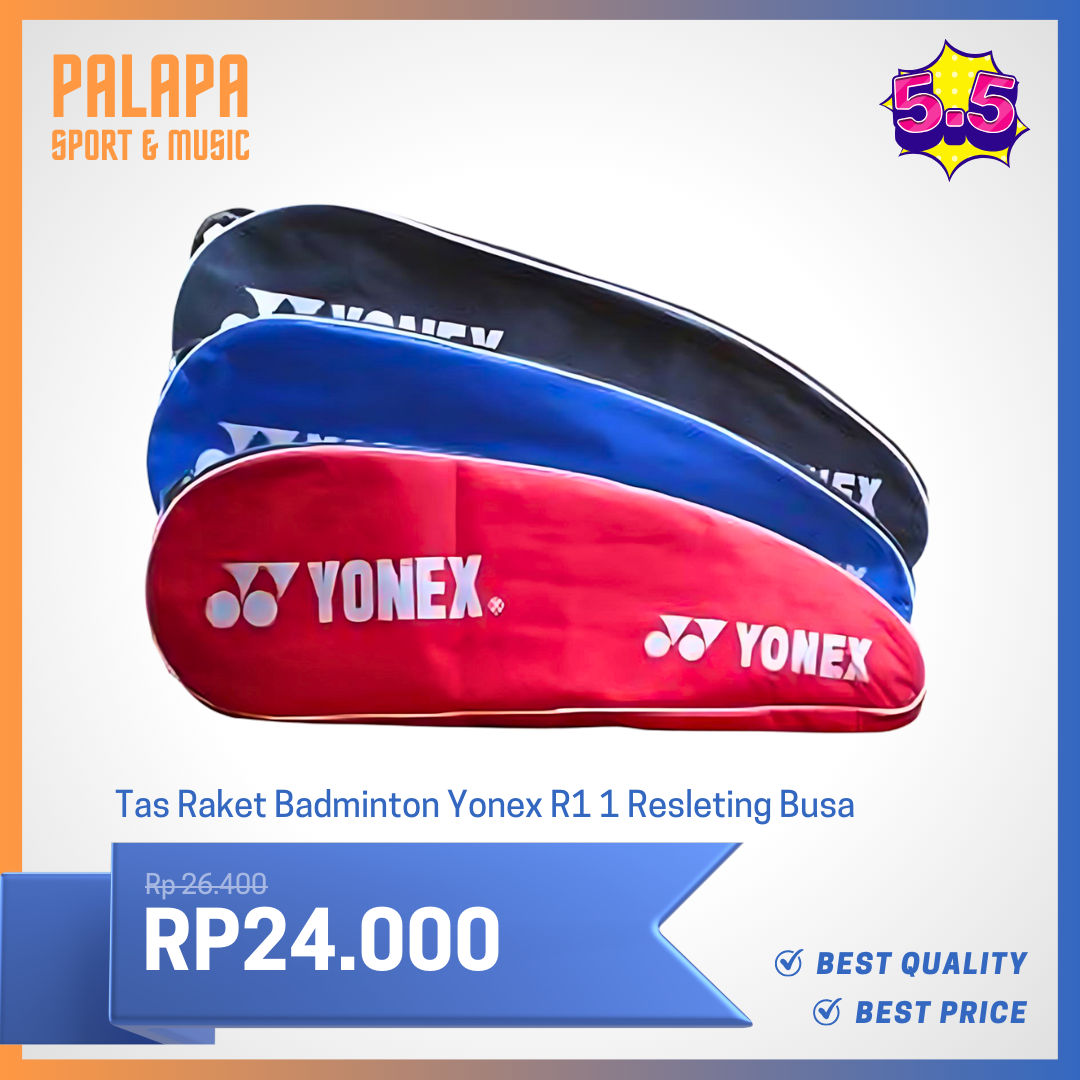 PALAPA
SPORT & MUSIC
5.5
YONEX
YONEX
YONEX
Tas Raket Badminton Yonex R1 1 Resleting Busa
Rp 26.400
RP24.000
BEST QUALITY
BEST PRICE